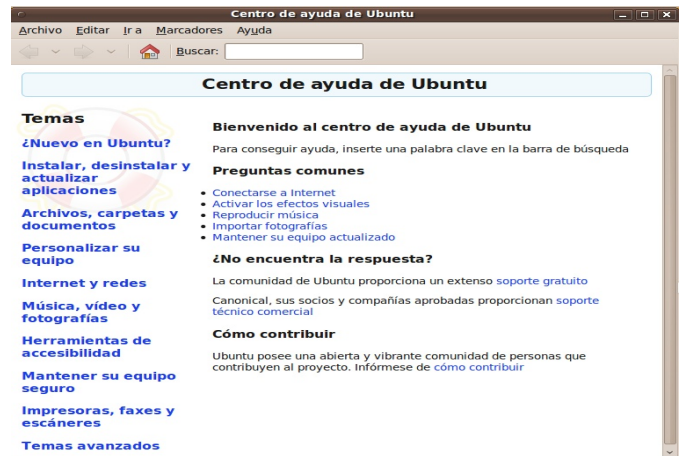 Centro de ayuda de Ubuntu
Archivo Editar Ir a Marcadores Ayuda
Buscar:
Centro de ayuda de Ubuntu
Temas
¿Nuevo en Ubuntu?
Instalar, desinstalar y
actualizar
aplicaciones
Archivos, carpetas y
documentos
Personalizar su
equipo
Internet y redes
Música, vídeo y
fotografías
Herramientas de
accesibilidad
Mantener su equipo
seguro
Impresoras, faxes y
escáneres
Temas avanzados
Bienvenido al centro de ayuda de Ubuntu
Para conseguir ayuda, inserte una palabra clave en la barra de búsqueda
Preguntas comunes
Conectarse a Internet
Activar los efectos visuales
Reproducir música
Importar fotografías
Mantener su equipo actualizado
¿No encuentra la respuesta?
La comunidad de Ubuntu proporciona un extenso soporte gratuito
Canonical, sus socios y compañías aprobadas proporcionan soporte
técnico comercial
Cómo contribuir
Ubuntu posee una abierta y vibrante comunidad de personas que
contribuyen al proyecto. Infórmese de cómo contribuir